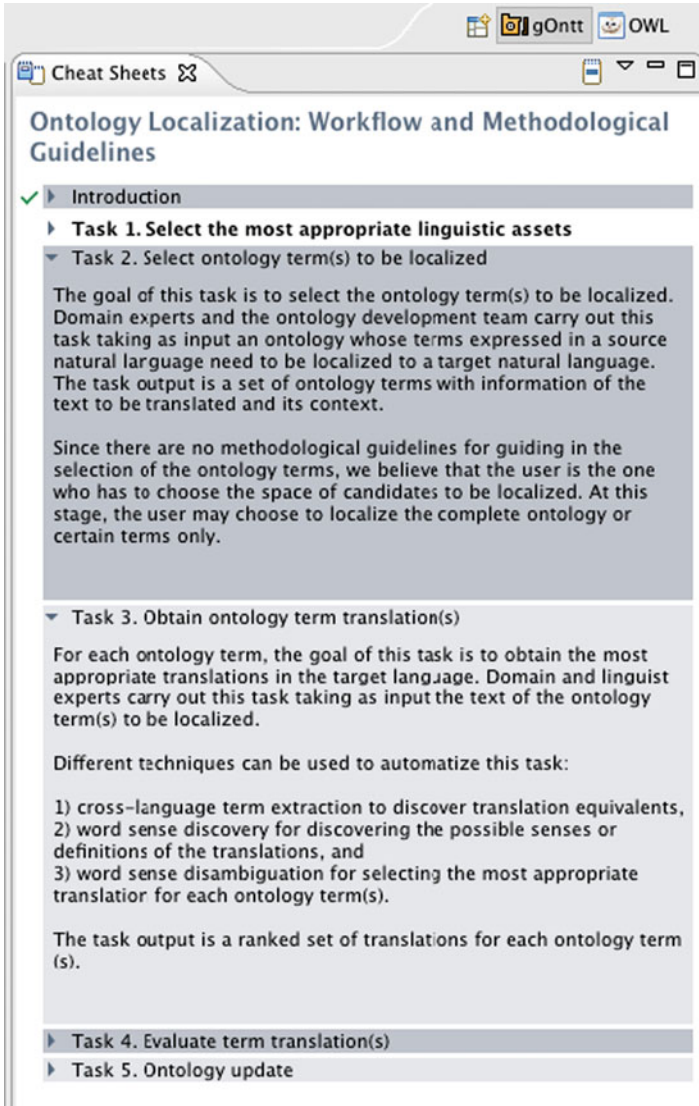 gOntt OWL
Cheat Sheets
Ontology Localization: Workflow and Methodological
Guidelines
Introduction
Task 1. Select the most appropriate linguistic assets
Task 2. Select ontology term(s) to be localized
The goal of this task is to select the ontology term(s) to be localized.
Domain experts and the ontology development team carry out this
task taking as input an ontology whose terms expressed in a source
natural language need to be localized to a target natural language.
The task output is a set of ontology terms with information of the
text to be translated and its context.
Since there are no methodological guidelines for guiding in the
selection of the ontology terms, we believe that the user is the one
who has to choose the space of candidates to be localized. At this
stage, the user may choose to localize the complete ontology or
certain terms only.
Task 3. Obtain ontology term translation(s)
For each ontology term, the goal of this task is to obtain the most
appropriate translations in the target language. Domain and linguist
experts carry out this task taking as input the text of the ontology
term(s) to be localized.
Different techniques can be used to automatize this task:
1) cross-language term extraction to discover translation equivalents,
2) word sense discovery for discovering the possible senses or
definitions of the translations, and
3) word sense disambiguation for selecting the most appropriate
translation for each ontology term(s).
The task output is a ranked set of translations for each ontology term
(s).
Task 4. Evaluate term translation(s)
Task 5. Ontology update